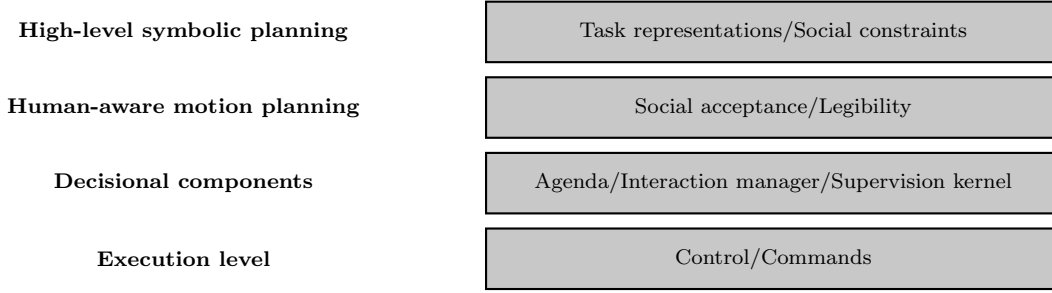 High-level symbolic planning Task representations/Social constraints
Human-aware motion planning Social acceptance/Legibility
Decisional components Agenda/Interaction manager/Supervision kernel
Execution level Control/Commands